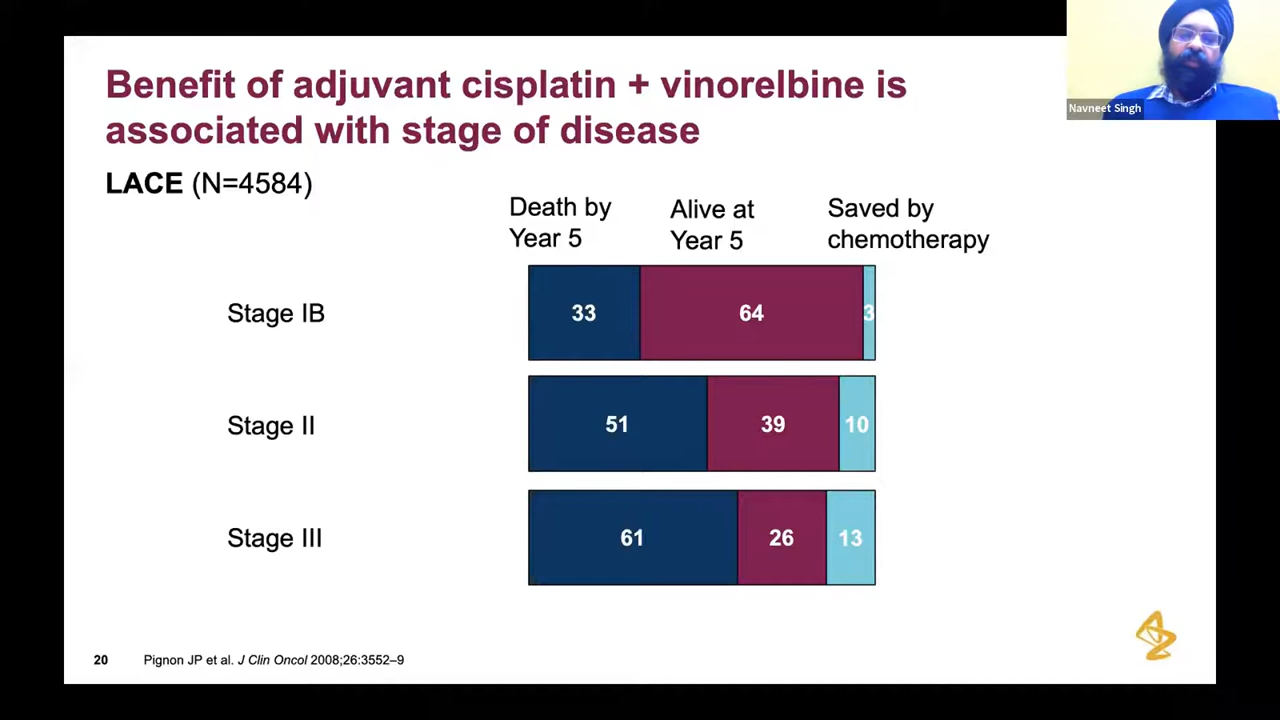 Benefit of adjuvant cisplatin + vinorelbine is
associated with stage of disease
Navneet Singh
LACE (N=4584)
Death by
Year 5
Alive at
Year 5
Saved by
chemotherapy
Stage IB
33
64
3
Stage II
51
39
10
Stage III
61
26
13
20
Pignon JP et al. J Clin Oncol 2008;26:3552–9